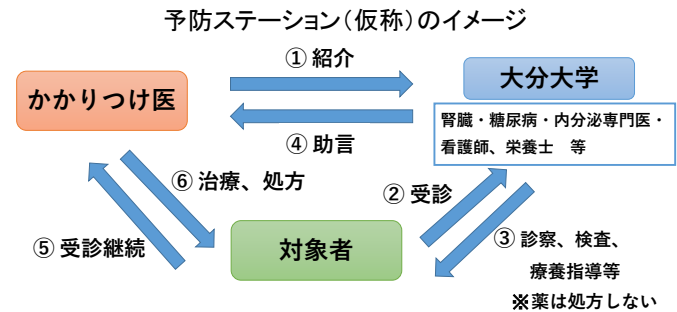 予防ステーション（仮称）のイメージ
① 紹介
かかりつけ医
大分大学
腎臓・糖尿病・内分泌専門医・
看護師、栄養士　等
④ 助言
⑥ 治療、処方
② 受診
⑤ 受診継続
対象者
③ 診察、検査、
療養指導等
※薬は処方しない